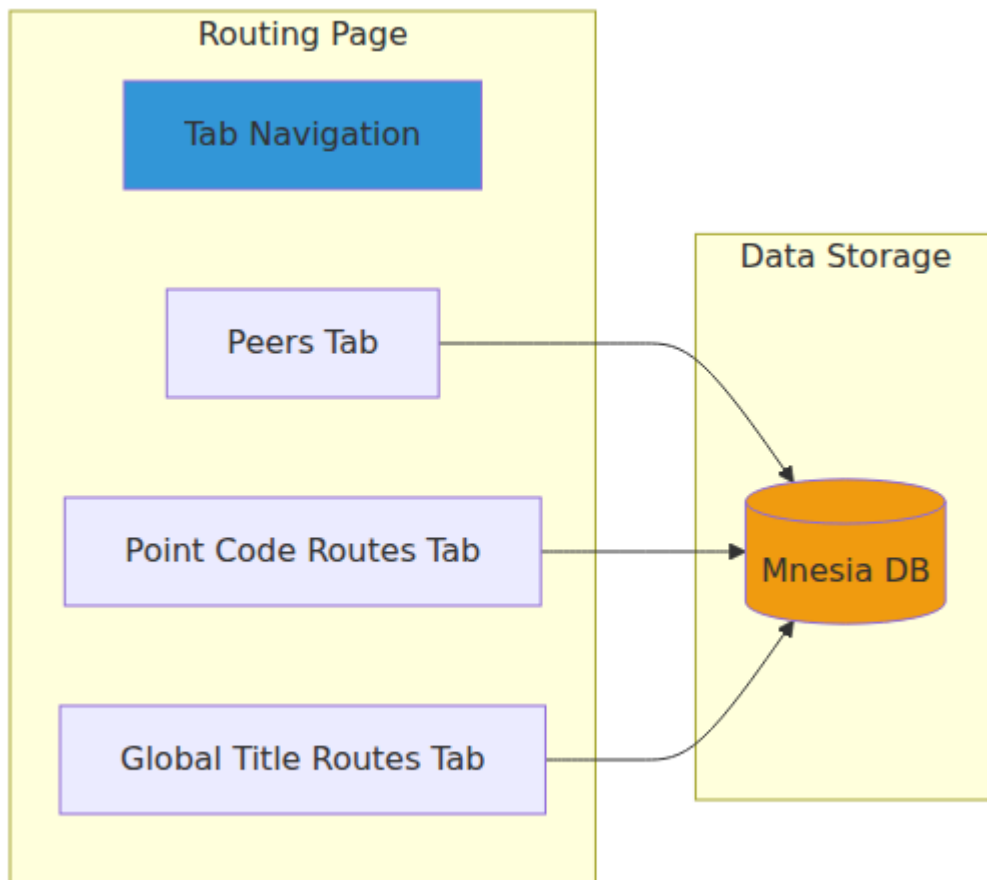 Routing Page
Tab Navigation
Peers Tab
Point Code Routes Tab
Global Title Routes Tab
Data Storage
Mnesia DB